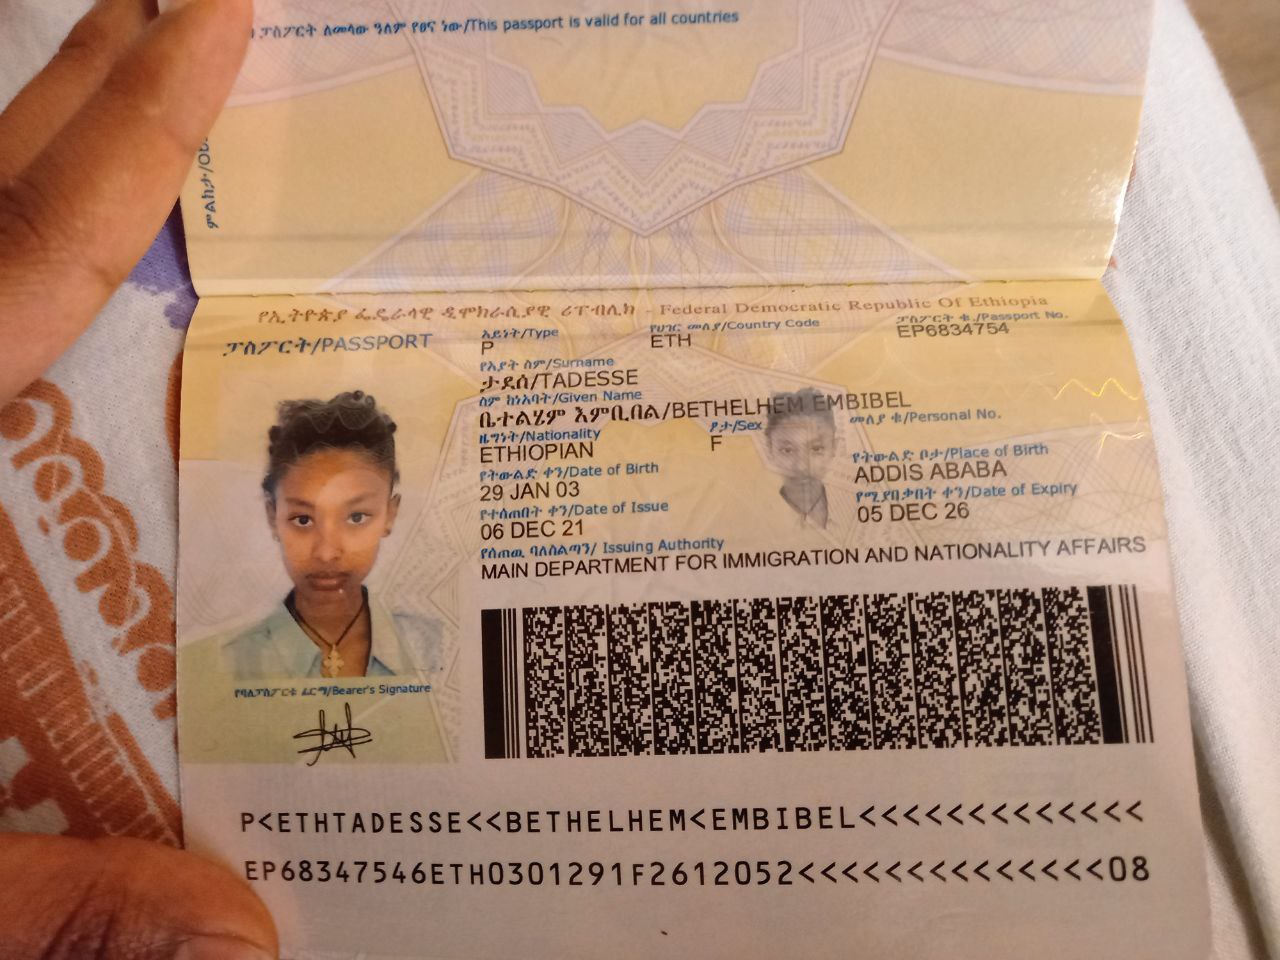 ፓስፖርት ለመላው ዓለም የፀና ነው/This passport is valid for all countries
የኢትዮጵያ ፌዴራላዊ ዲሞክራሲያዊ ሪፐብሊክ - Federal Democratic Republic Of Ethiopia
ፓስፖርት/PASSPORT
ዓይነት/Type
P
የሀገር መለያ/Country Code
ETH
ፓስፖርት ቁ./Passport No.
EP6834754
የአያት ስም/Surname
ታደሰ/TADESSE
ስም ከነአባት/Given Name
ቤተልሄም እምቢበል/BETHELHEM EMBIBEL
ዜግነት/Nationality
ETHIOPIAN
ፆታ/Sex
F
መለያ ቁ/Personal No.
የትውልድ ቀን/Date of Birth
29 JAN 03
የትውልድ ቦታ/Place of Birth
ADDIS ABABA
የተሰጠበት ቀን/Date of Issue
06 DEC 21
የሚያበቃበት ቀን/Date of Expiry
05 DEC 26
የሰጠዉ ባለስልጣን/ Issuing Authority
MAIN DEPARTMENT FOR IMMIGRATION AND NATIONALITY AFFAIRS
የባለፓስፖርቱ ፊርማ/Bearer's Signature
P<ETHTADESSE<<BETHELHEM<EMBIBEL<<<<<<<<<<<<<
EP68347546ETH0301291F2612052<<<<<<<<<<<<<<08